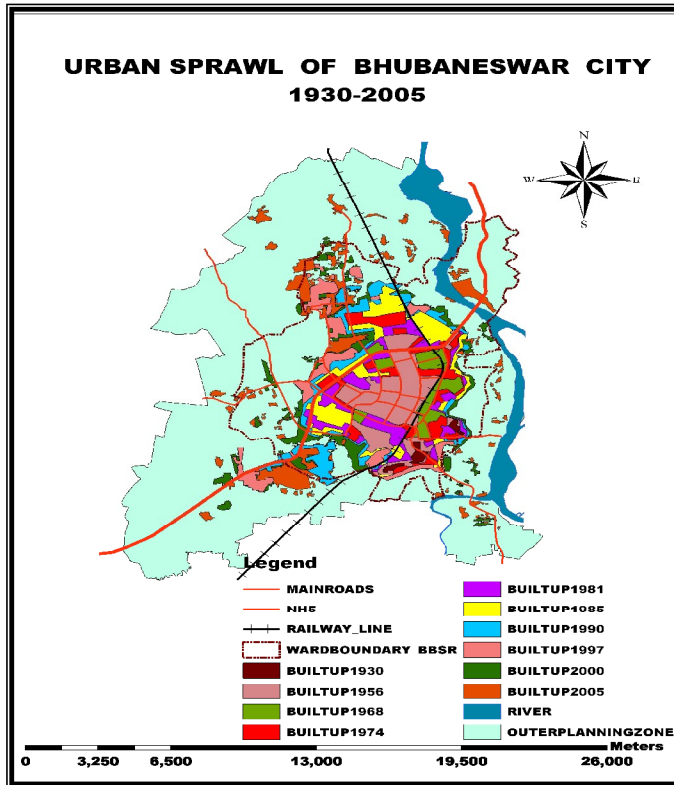 URBAN SPRAWL OF BHUBANESWAR CITY
1930-2005
N
W
E
S
Legend
MAINROADS
NH5
RAILWAY_LINE
WARDBOUNDARY BBSR
BUILTUP1930
BUILTUP1956
BUILTUP1968
BUILTUP1974
BUILTUP1981
BUILTUP1985
BUILTUP1990
BUILTUP1997
BUILTUP2000
BUILTUP2005
RIVER
OUTERPLANNINGZONE
Meters
0 3,250 6,500 13,000 19,500 26,000